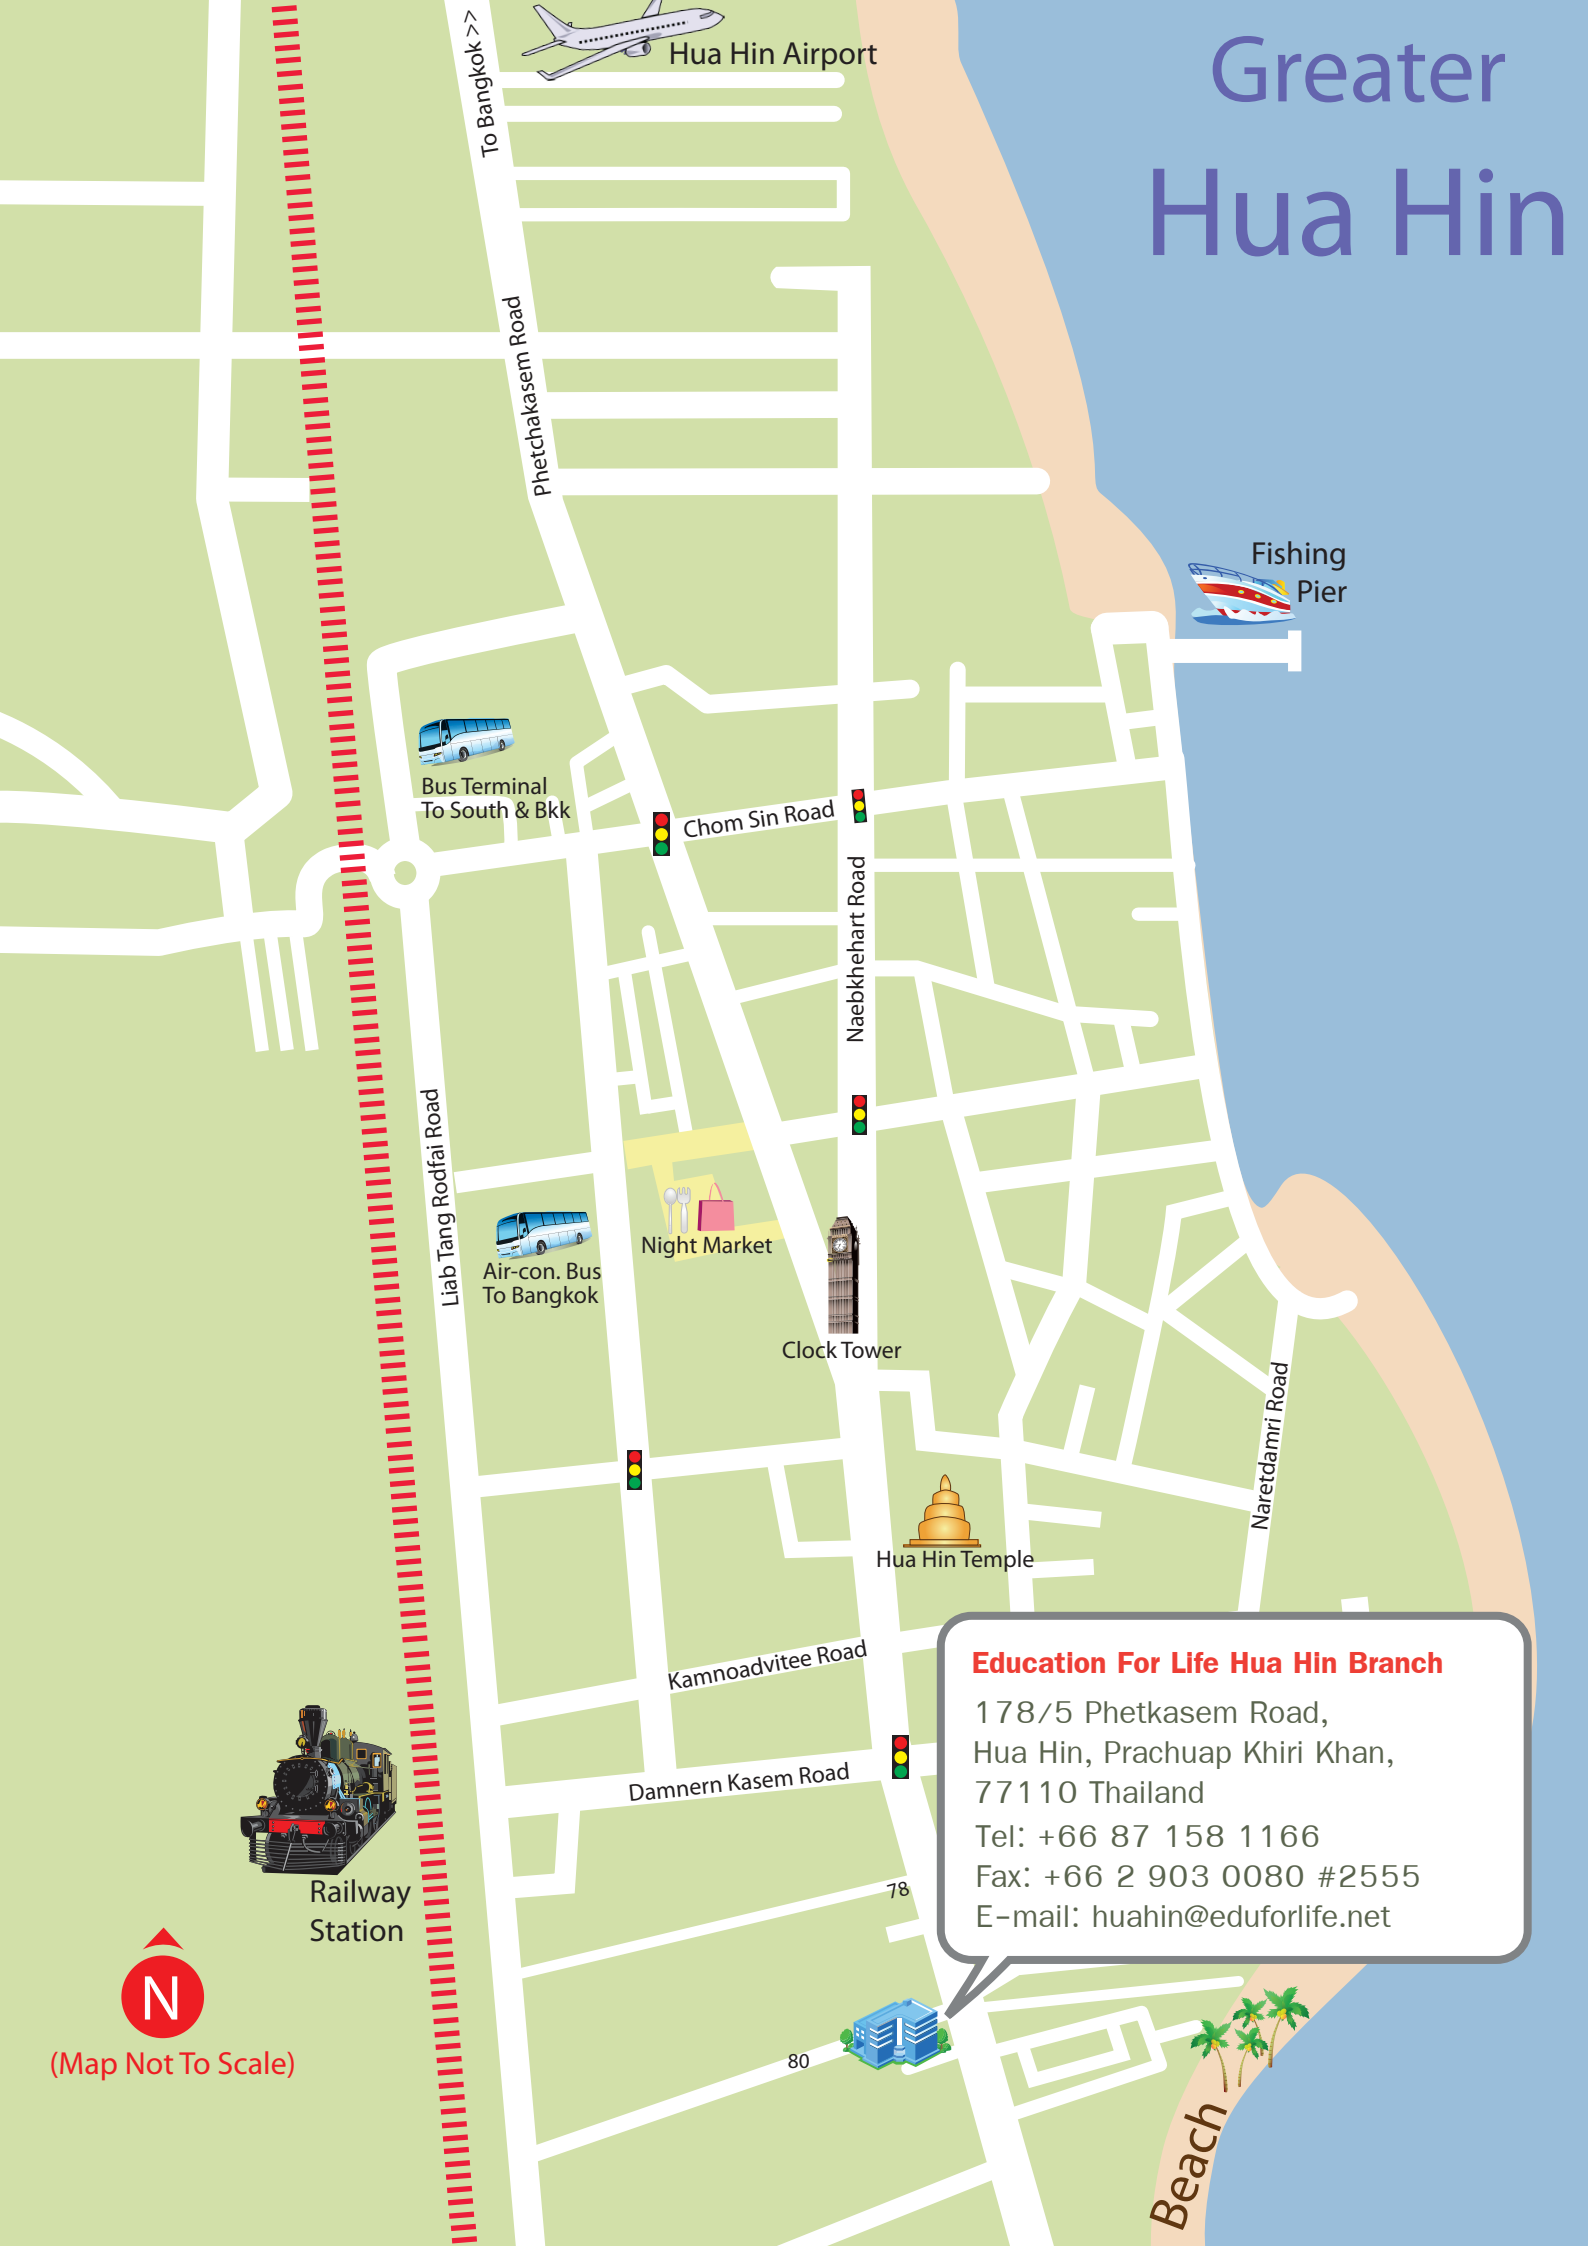 To Bangkok >>
Hua Hin Airport
Greater
Hua Hin
Phetchakasem Road
Fishing
Pier
Bus Terminal
To South & Bkk
Chom Sin Road
Naebkhehart Road
Liab Tang Rodfai Road
Night Market
Air-con. Bus
To Bangkok
Clock Tower
Naretdamri Road
Hua Hin Temple
Kamnoadvitee Road
Damnern Kasem Road
Education For Life Hua Hin Branch
178/5 Phetkasem Road,
Hua Hin, Prachuap Khiri Khan,
77110 Thailand
Tel: +66 87 158 1166
Fax: +66 2 903 0080 #2555
E-mail: huahin@eduforlife.net
Railway
Station
78
N
(Map Not To Scale)
80
Beach